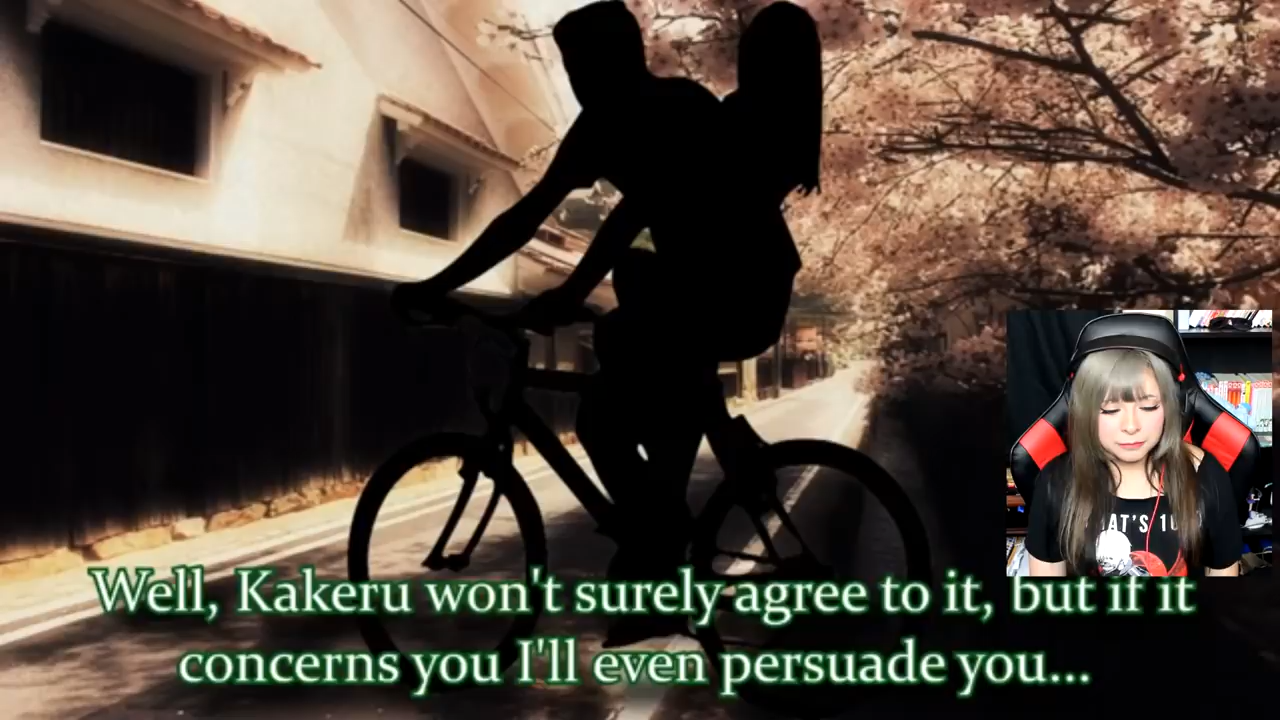 Well, Kakeru won't surely agree to it, but if it
concerns you I'll even persuade you...